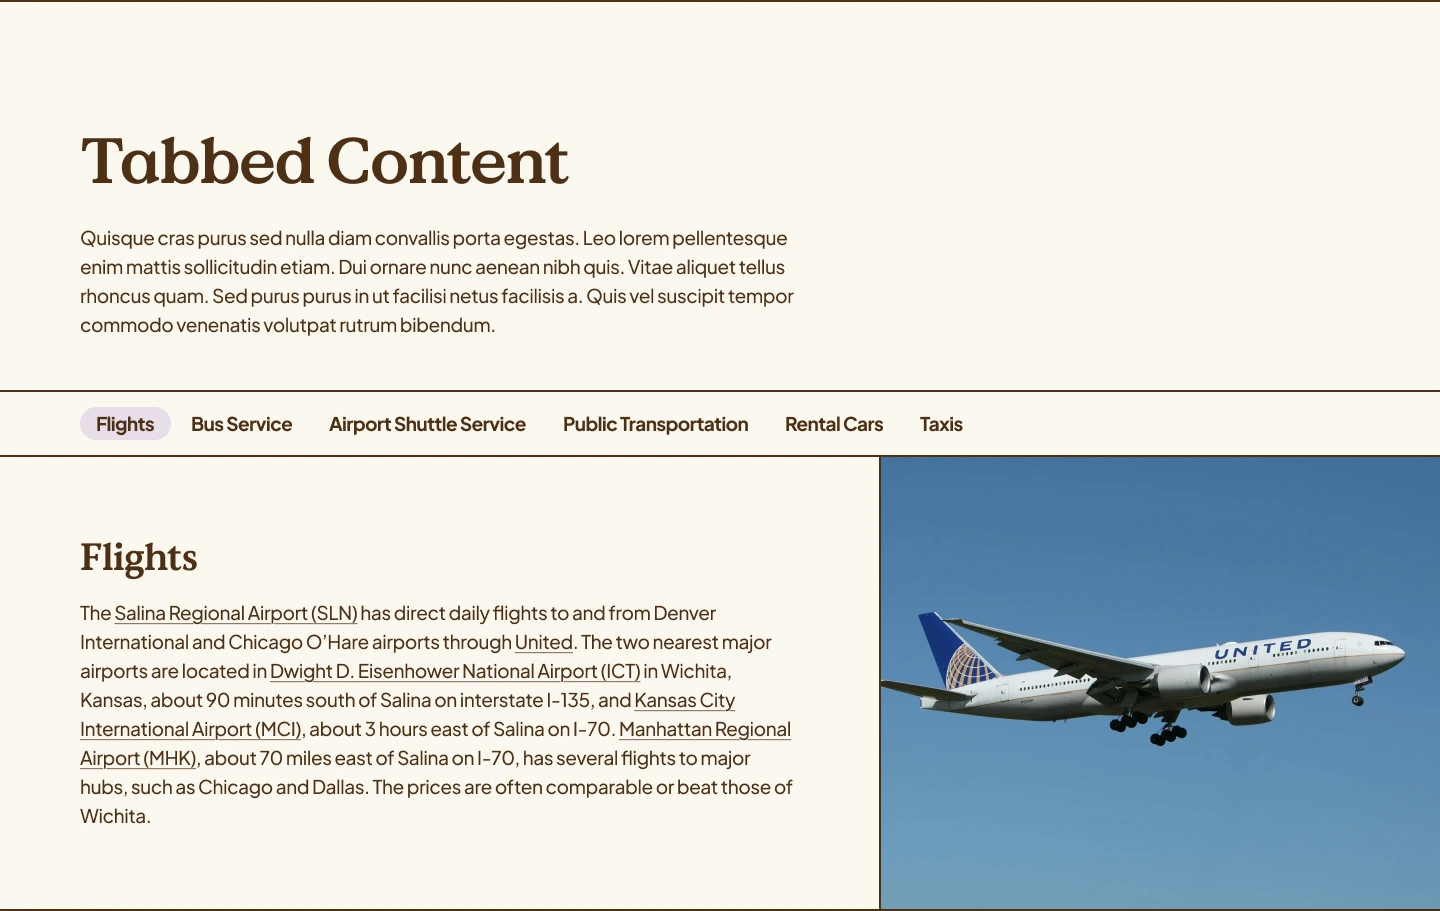 Tabbed Content
Quisque cras purus sed nulla diam convallis porta egestas. Leo lorem pellentesque
enim mattis sollicitudin etiam. Dui ornare nunc aenean nibh quis. Vitae aliquet tellus
rhoncus quam. Sed purus purus in ut facilisi netus facilisis a. Quis vel suscipit tempor
commodo venenatis volutpat rutrum bibendum.
Flights Bus Service Airport Shuttle Service Public Transportation Rental Cars Taxis
Flights
The Salina Regional Airport (SLN) has direct daily flights to and from Denver
International and Chicago O’Hare airports through United. The two nearest major
airports are located in Dwight D. Eisenhower National Airport (ICT) in Wichita,
Kansas, about 90 minutes south of Salina on interstate I-135, and Kansas City
International Airport (MCI), about 3 hours east of Salina on I-70. Manhattan Regional
Airport (MHK), about 70 miles east of Salina on I-70, has several flights to major
hubs, such as Chicago and Dallas. The prices are often comparable or beat those of
Wichita.
UNITED